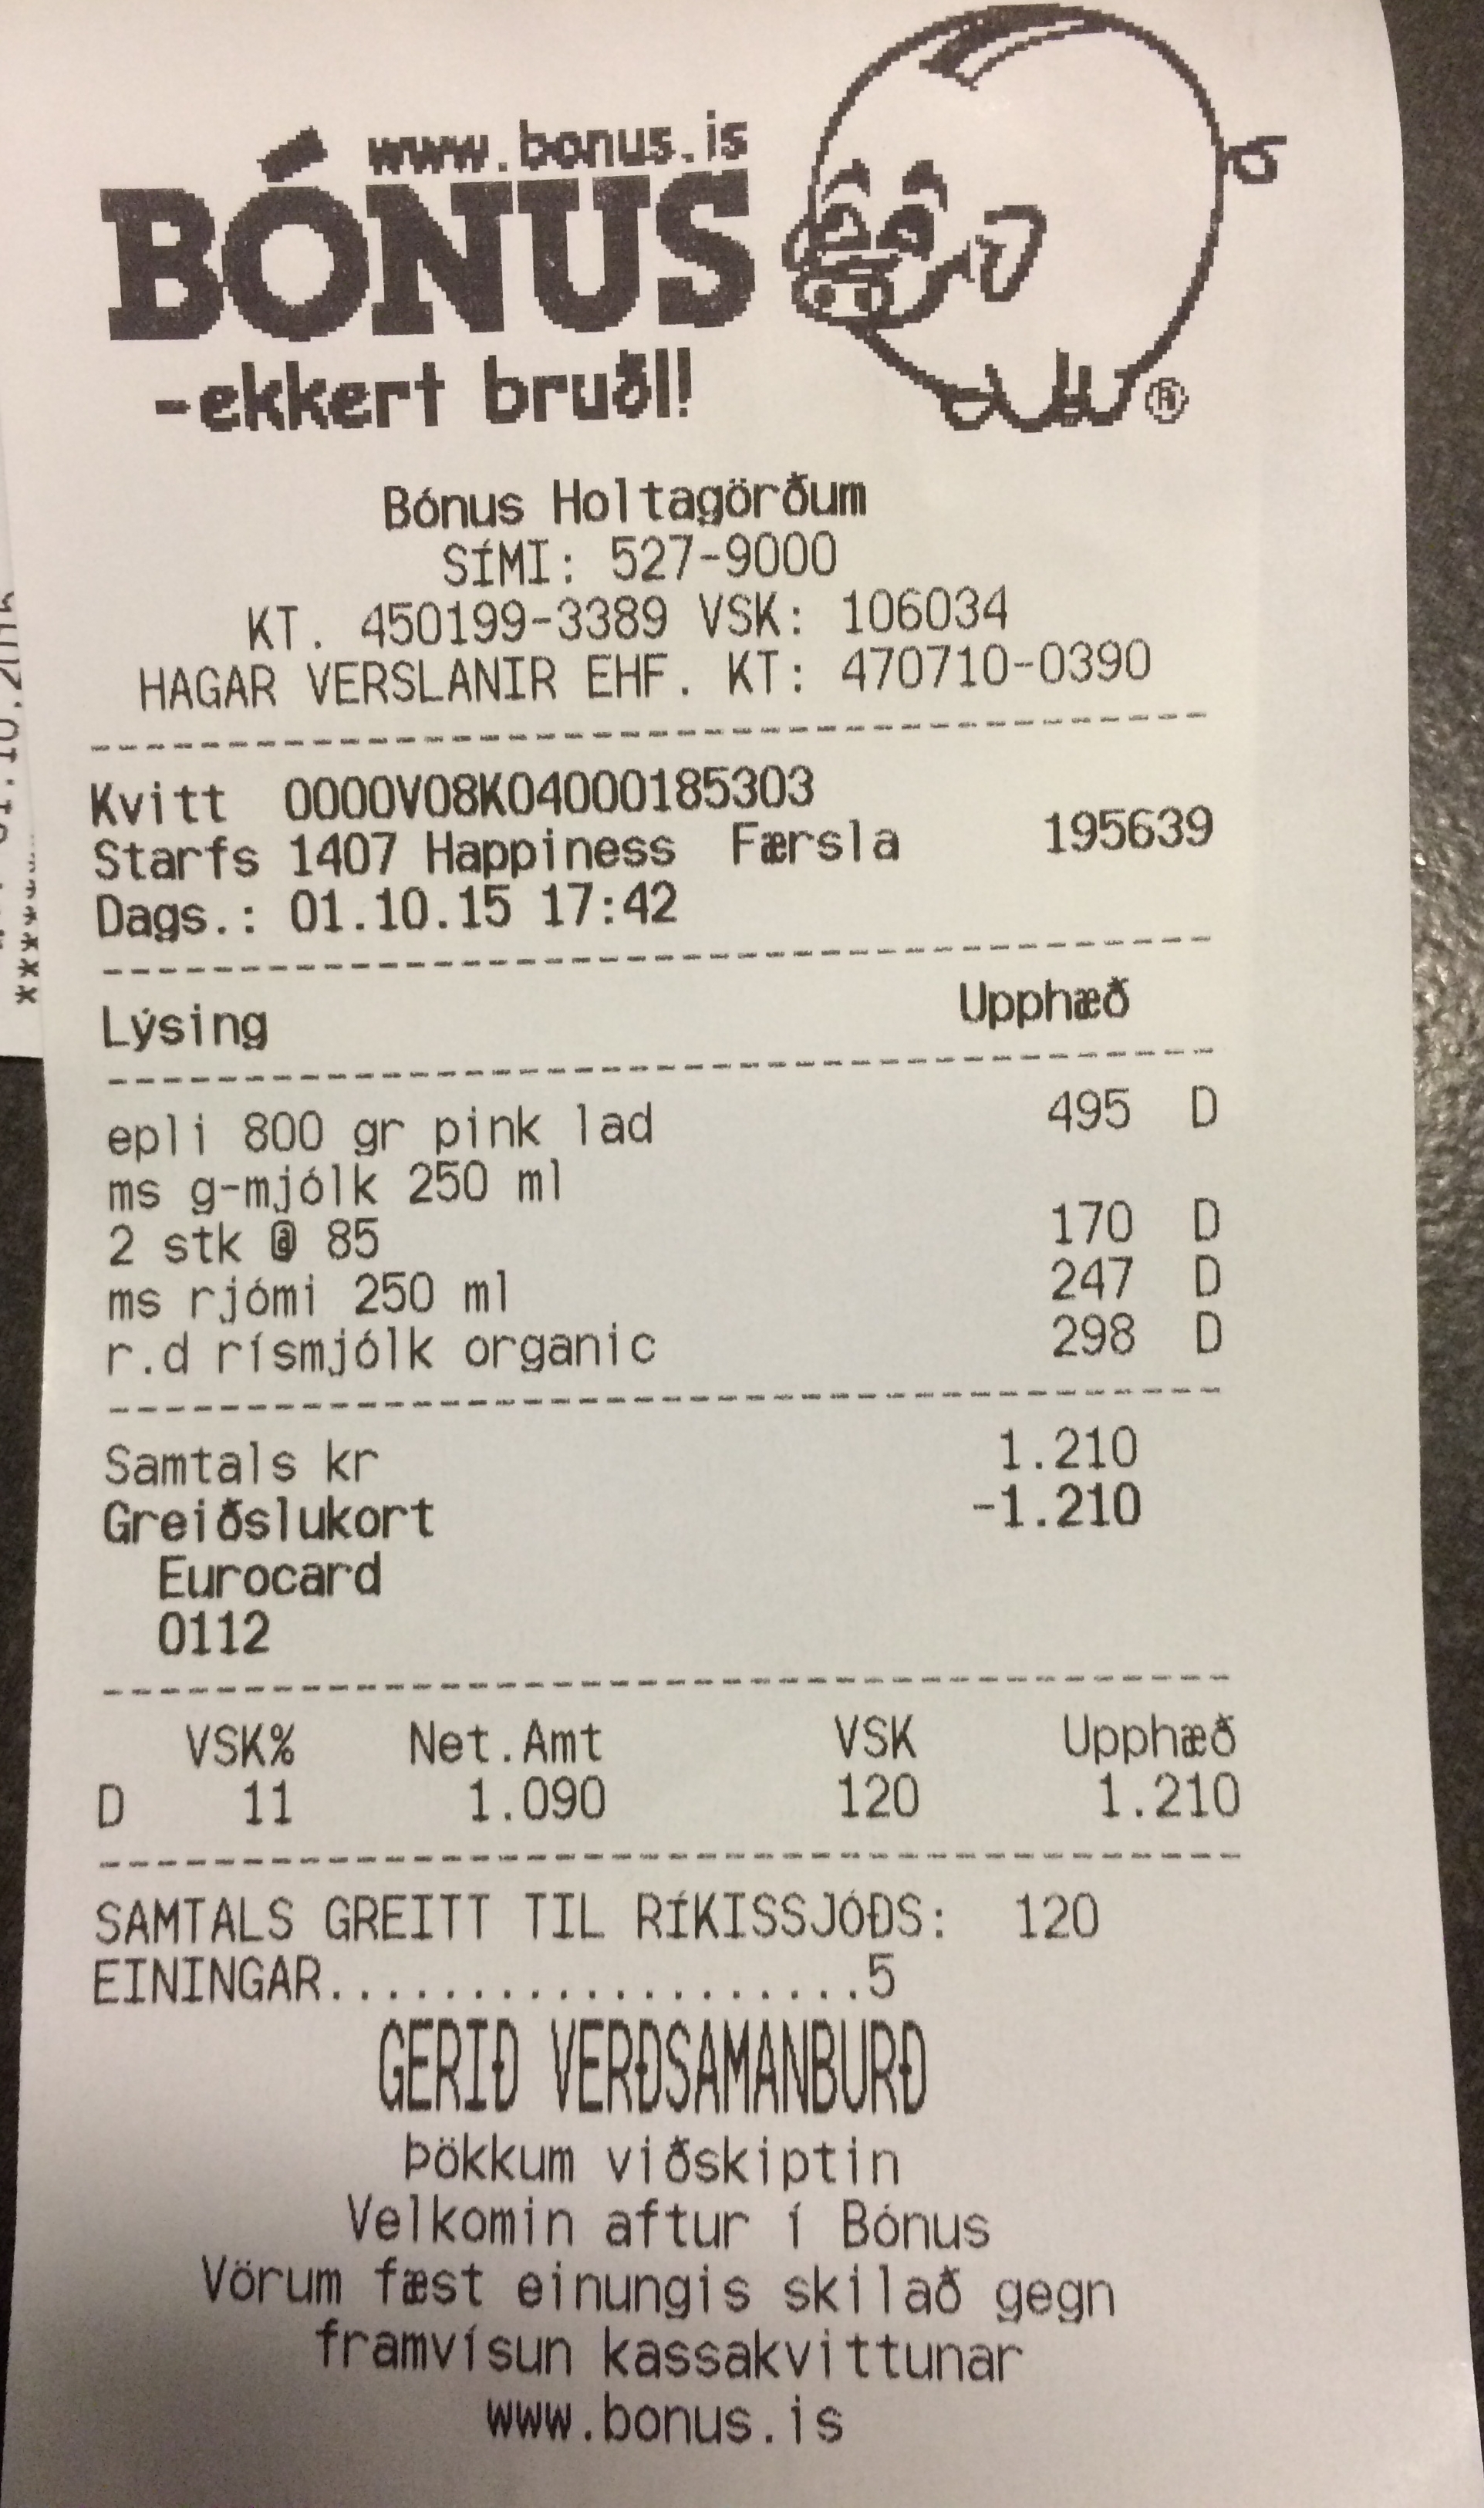 www.bonus.is
BÓNUS
-ekkert bruðl!
®
Bónus Holtagörðum
SÍMI: 527-9000
KT. 450199-3389 VSK: 106034
HAGAR VERSLANIR EHF. KT: 470710-0390
Kvitt 0000V08K04000185303
Starfs 1407 Happiness Færsla 195639
Dags.: 01.10.15 17:42
Lýsing Upphæð
epli 800 gr pink lad 495 D
ms g-mjólk 250 ml
2 stk @ 85 170 D
ms rjómi 250 ml 247 D
r.d rísmjólk organic 298 D
Samtals kr 1.210
Greiðslukort -1.210
Eurocard
0112
VSK% Net.Amt VSK Upphæð
D 11 1.090 120 1.210
SAMTALS GREITT TIL RÍKISSJÓÐS: 120
EININGAR...................5
GERIÐ VERÐSAMANBURÐ
Þökkum viðskiptin
Velkomin aftur í Bónus
Vörum fæst einungis skilað gegn
framvísun kassakvittunar
www.bonus.is